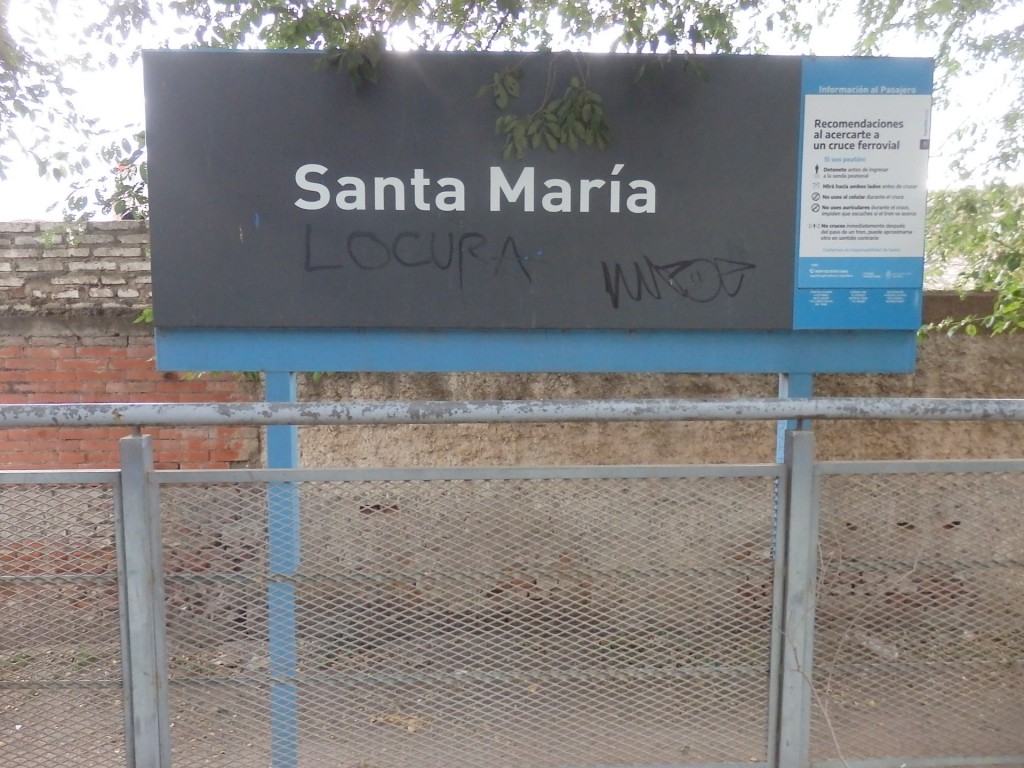 Santa María
LOCURA
Información al Pasajero
Recomendaciones
al acercarte a
un cruce ferrovial
Si sos peatón:
Detenete antes de ingresar
a la senda peatonal
Mirá hacia ambos lados antes de cruzar
No uses el celular durante el cruce
No uses auriculares durante el cruce,
impiden que escuches si el tren se acerca
No cruces inmediatamente después
del paso de un tren, puede aproximarse
otro en sentido contrario